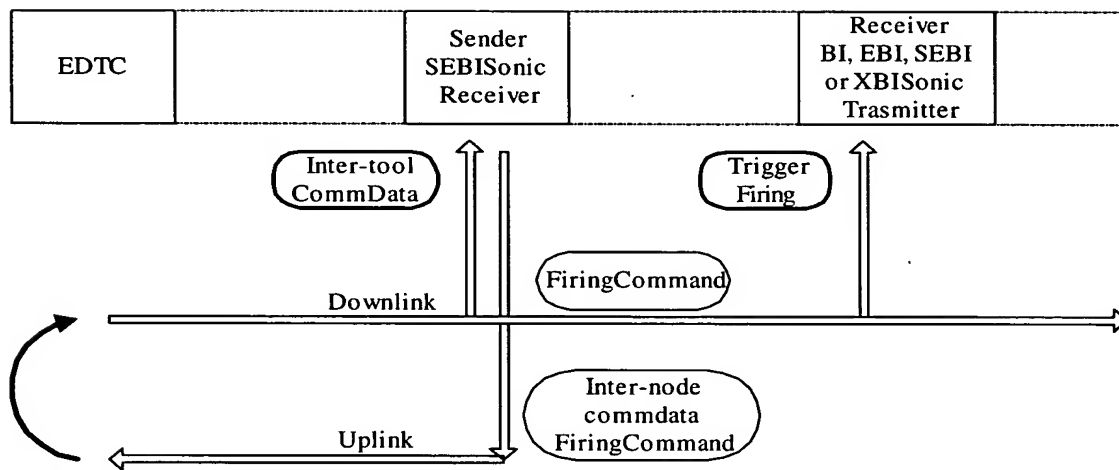 EDTC
Sender
SEBISonic
Receiver
Receiver
BI, EBI, SEBI
or XBISonic
Trasmitter
Inter-tool
CommData
Trigger
Firing
FiringCommand
Downlink
Inter-node
commdata
FiringCommand
Uplink